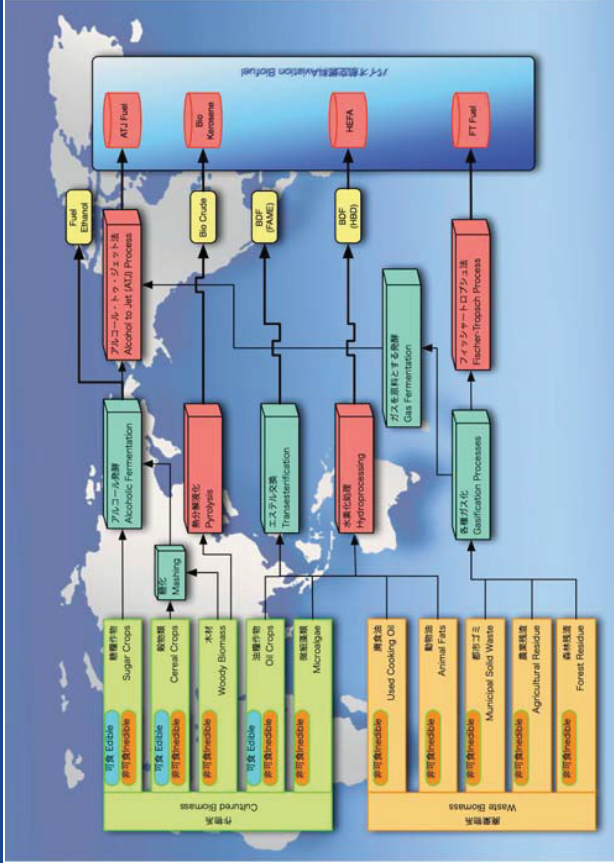 作物系
Cultured Biomass
可食 Edible
非可食Inedible
糖種作物
Sugar Crops
可食 Edible
非可食Inedible
穀物類
Cereal Crops
非可食Inedible
木材
Woody Biomass
可食 Edible
非可食Inedible
油種作物
Oil Crops
非可食Inedible
微細藻類
Microalgae
廃棄物系
Waste Biomass
非可食Inedible
廃食油
Used Cooking Oil
非可食Inedible
動物油
Animal Fats
非可食Inedible
都市ゴミ
Municipal Solid Waste
非可食Inedible
農業残渣
Agricultural Residue
非可食Inedible
森林残渣
Forest Residue
糖化
Mashing
アルコール発酵
Alcoholic Fermentation
熱分解液化
Pyrolysis
エステル交換
Transesterification
水素化処理
Hydroprocessing
各種ガス化
Gasification Processes
ガスを原料とする発酵
Gas Fermentation
アルコール・トゥ・ジェット法
Alcohol to Jet (ATJ) Process
フィッシャートロプシュ法
Fischer-Tropsch Process
Fuel
Ethanol
Bio Crude
BDF
(FAME)
BDF
(HBD)
バイオ航空燃料Aviation Biofuel
ATJ Fuel
Bio
Kerosene
HEFA
FT Fuel